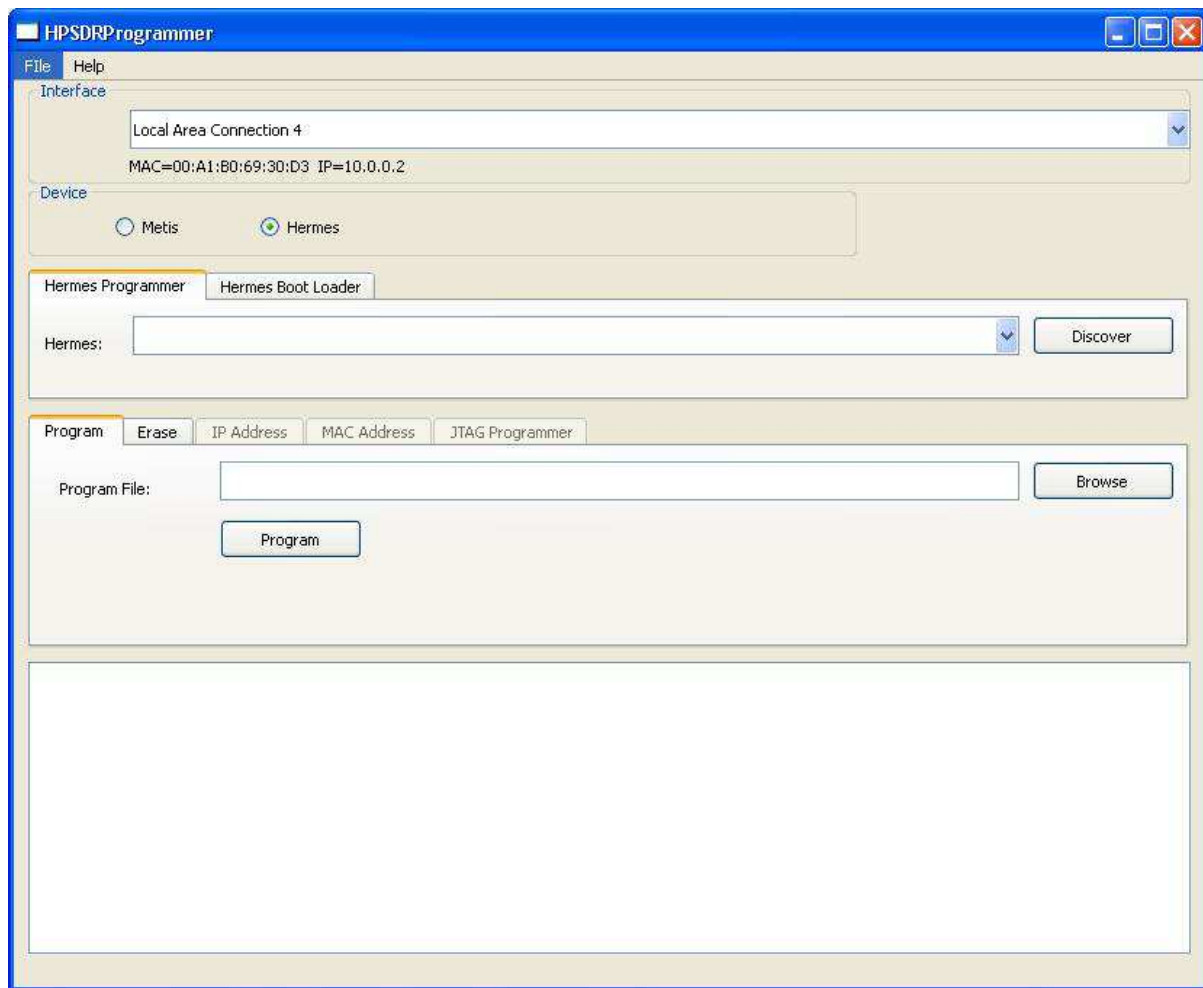 HPSDRProgrammer
FIle Help
Interface
Local Area Connection 4
MAC=00:A1:B0:69:30:D3 IP=10.0.0.2
Device
Metis Hermes
Hermes Programmer Hermes Boot Loader
Hermes: Discover
Program Erase IP Address MAC Address JTAG Programmer
Program File: Browse
Program